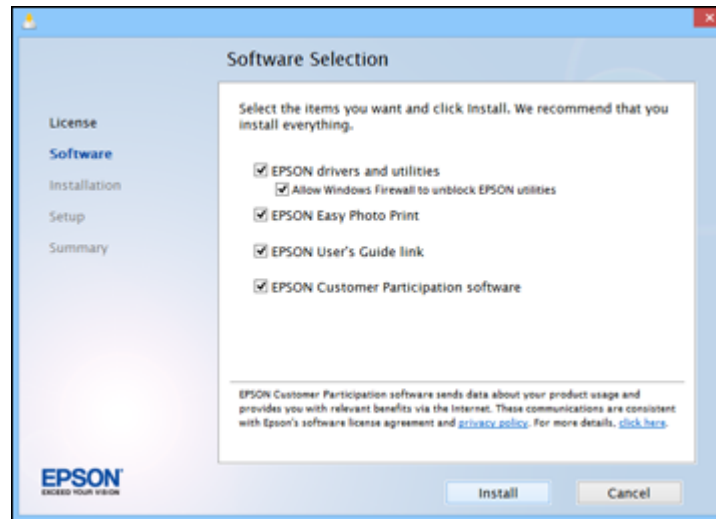 Software Selection
License
Software
Installation
Setup
Summary
Select the items you want and click Install. We recommend that you
install everything.
EPSON drivers and utilities
Allow Windows Firewall to unblock EPSON utilities
EPSON Easy Photo Print
EPSON User's Guide link
EPSON Customer Participation software
EPSON Customer Participation software sends data about your product usage and
provides you with relevant benefits via the Internet. These communications are consistent
with Epson's software license agreement and privacy policy. For more details, click here.
EPSON
EXCEED YOUR VISION
Install
Cancel